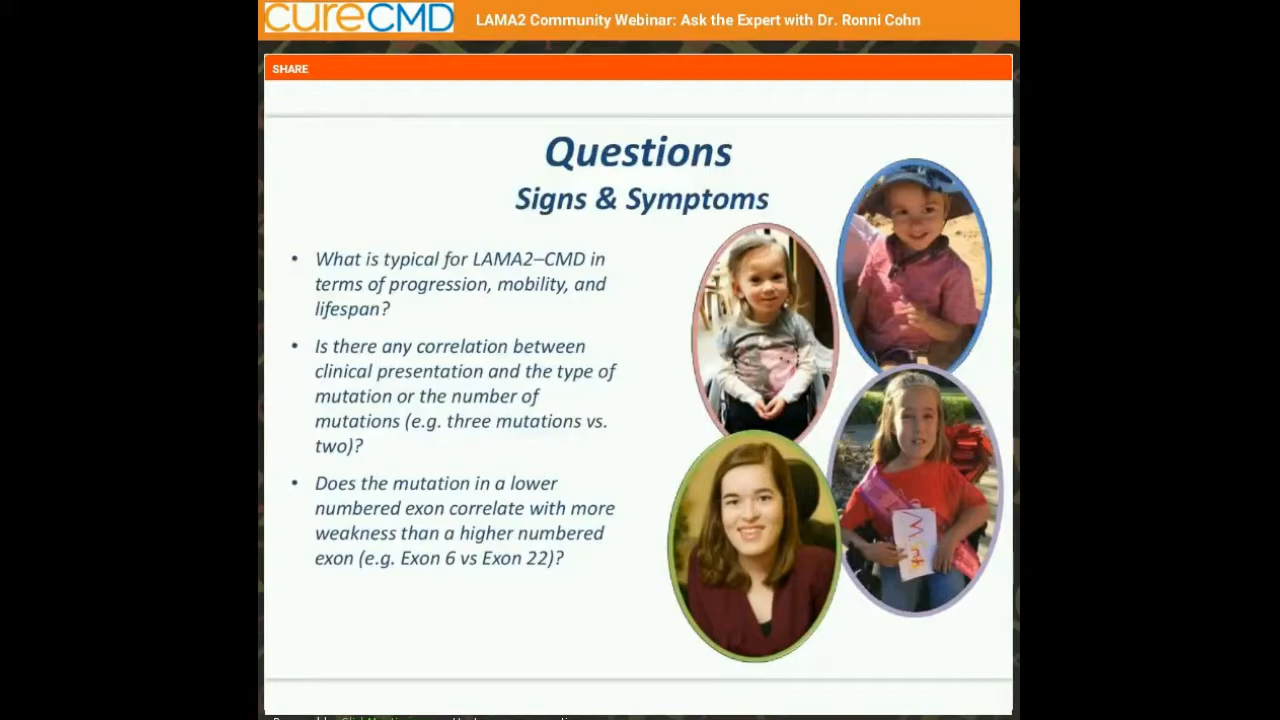 cureCMD
LAMA2 Community Webinar: Ask the Expert with Dr. Ronni Cohn
SHARE
Questions
Signs & Symptoms
• What is typical for LAMA2–CMD in
terms of progression, mobility, and
lifespan?
• Is there any correlation between
clinical presentation and the type of
mutation or the number of
mutations (e.g. three mutations vs.
two)?
• Does the mutation in a lower
numbered exon correlate with more
weakness than a higher numbered
exon (e.g. Exon 6 vs Exon 22)?